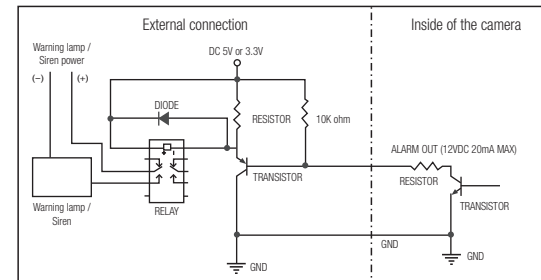 External connection
Inside of the camera
Warning lamp /
Siren power
(−)
(+)
DC 5V or 3.3V
DIODE
RESISTOR
10K ohm
ALARM OUT (12VDC 20mA MAX)
RESISTOR
TRANSISTOR
TRANSISTOR
Warning lamp /
Siren
RELAY
GND
GND
GND